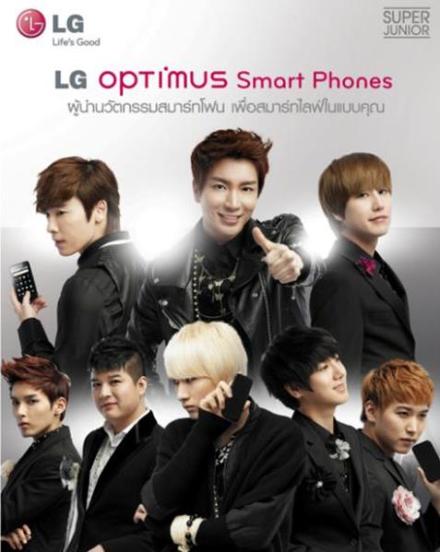 LG
Life's Good
SUPER
JUNIOR
LG OPTIMUS Smart Phones
ผู้นำนวัตกรรมสมาร์ทโฟน เพื่อสมาร์ทไลฟ์ในแบบคุณ